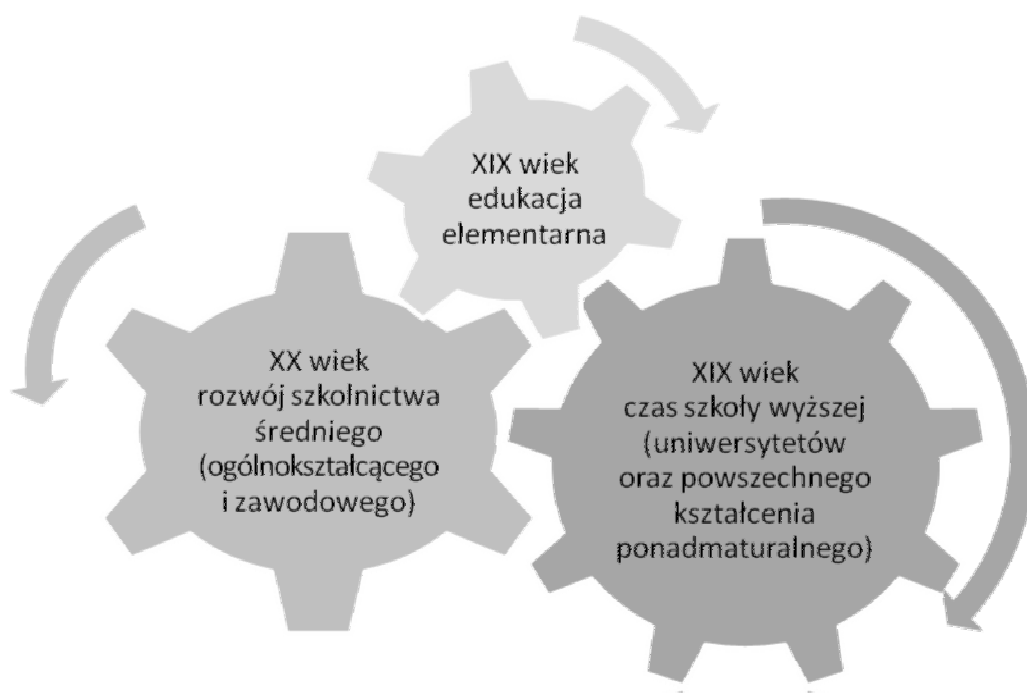 XIX wiek
edukacja
elementarna
XX wiek
rozwój szkolnictwa
średniego
(ogólnokształcącego
i zawodowego)
XIX wiek
czas szkoły wyższej
(uniwersytetów
oraz powszechnego
kształcenia
ponadmaturalnego)